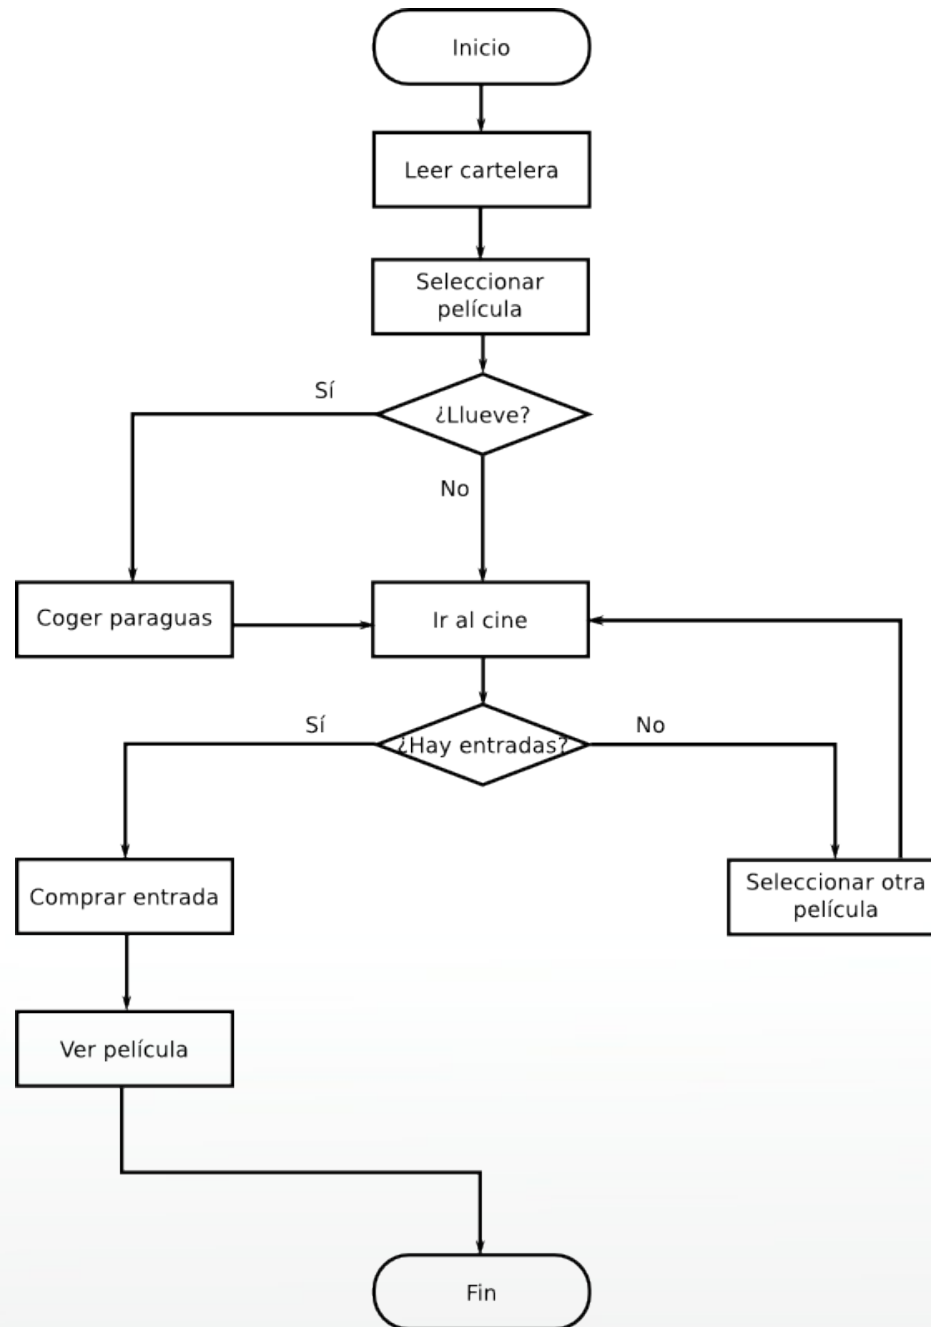 Inicio
Leer cartelera
Seleccionar
película
Sí
¿Llueve?
No
Coger paraguas
Ir al cine
Sí
¿Hay entradas?
No
Comprar entrada
Seleccionar otra
película
Ver película
Fin